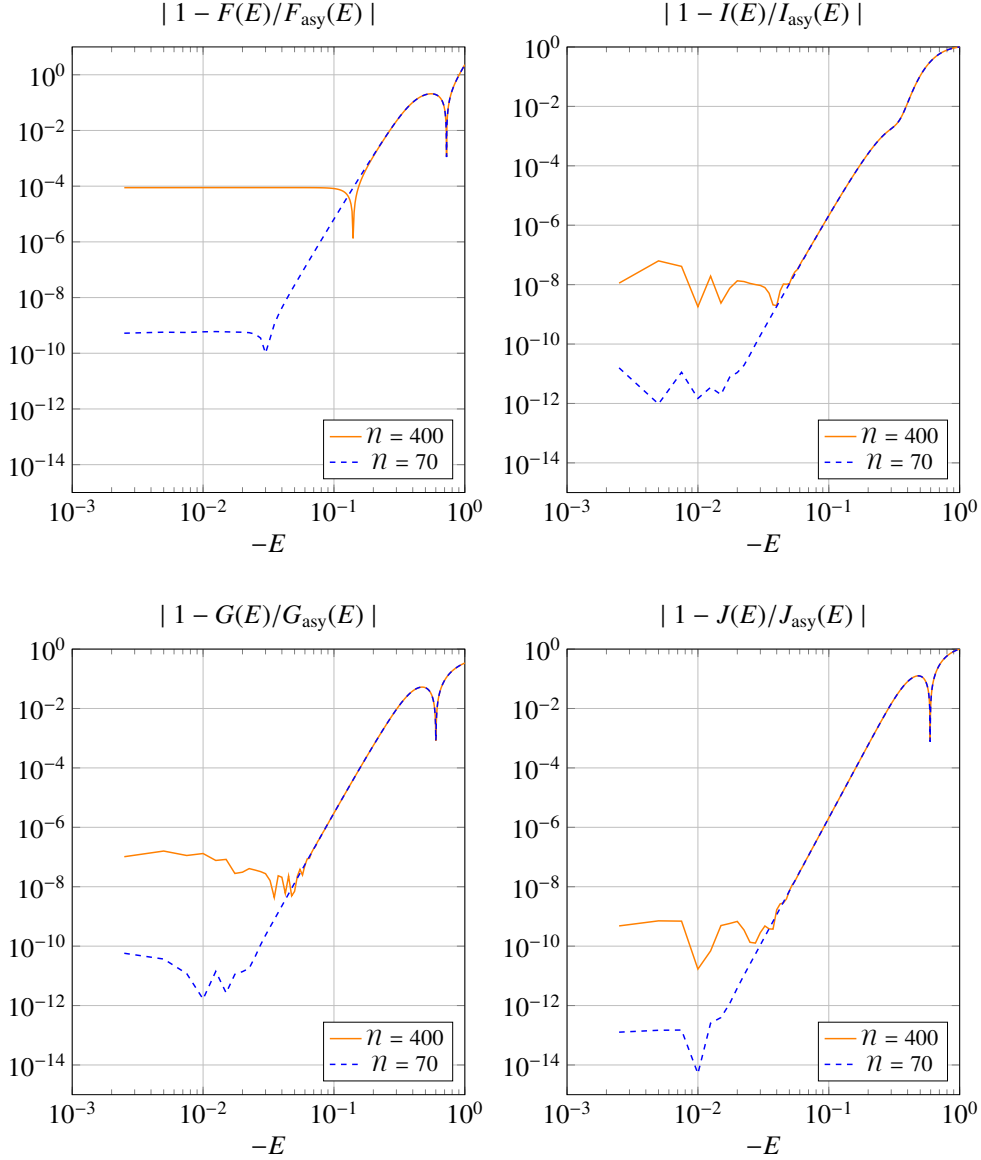 | 1 − F(E)/F_asy(E) |
10^0
10^−2
10^−4
10^−6
10^−8
10^−10
10^−12
10^−14
10^−3 10^−2 10^−1 10^0
−E
n = 400
n = 70
| 1 − I(E)/I_asy(E) |
10^0
10^−2
10^−4
10^−6
10^−8
10^−10
10^−12
10^−14
10^−3 10^−2 10^−1 10^0
−E
n = 400
n = 70
| 1 − G(E)/G_asy(E) |
10^0
10^−2
10^−4
10^−6
10^−8
10^−10
10^−12
10^−14
10^−3 10^−2 10^−1 10^0
−E
n = 400
n = 70
| 1 − J(E)/J_asy(E) |
10^0
10^−2
10^−4
10^−6
10^−8
10^−10
10^−12
10^−14
10^−3 10^−2 10^−1 10^0
−E
n = 400
n = 70